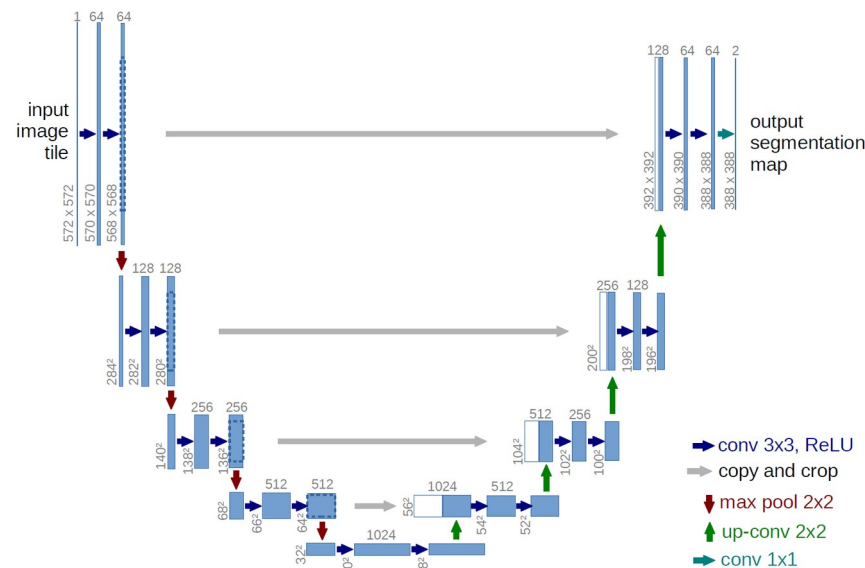 1 64 64
128 64 64 2
input
image
tile
output
segmentation
map
572 x 572
570 x 570
568 x 568
392 x 392
390 x 390
388 x 388
388 x 388
128 128
256 128
284²
282²
280²
200²
198²
196²
256 256
512 256
140²
138²
136²
104²
102²
100²
512 512
1024 512
68²
66²
64²
56²
54²
52²
1024
32²
0²
8²
conv 3x3, ReLU
copy and crop
max pool 2x2
up-conv 2x2
conv 1x1